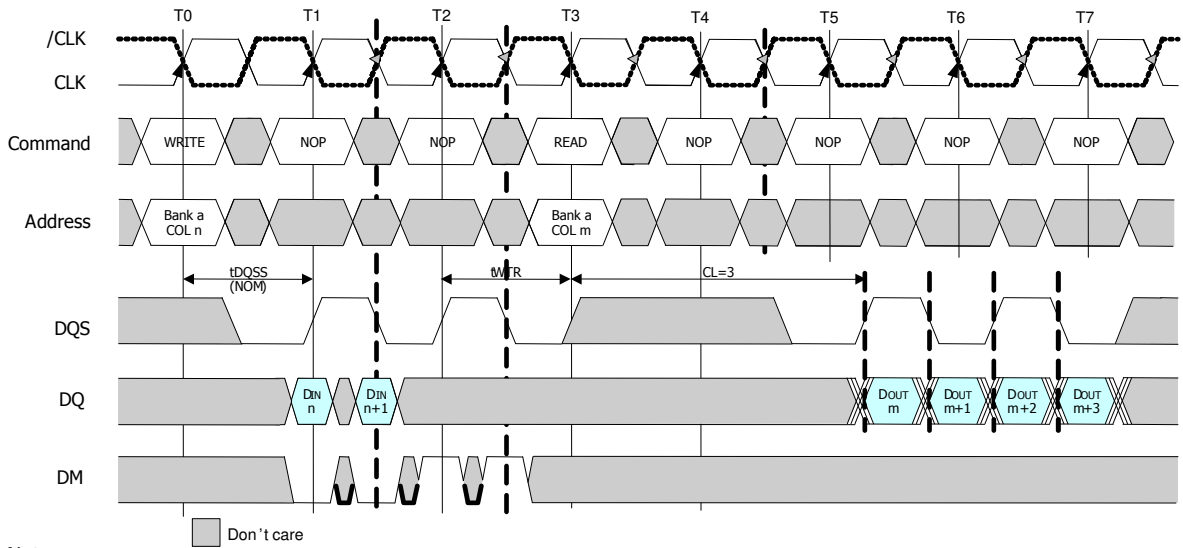 T0 T1 T2 T3 T4 T5 T6 T7
/CLK
CLK
Command WRITE NOP NOP READ NOP NOP NOP NOP
Address Bank a COL n Bank a COL m
tDQSS (NOM) tWTR CL=3
DQS
DQ DIN n DIN n+1 DOUT m DOUT m+1 DOUT m+2 DOUT m+3
DM
Don't care